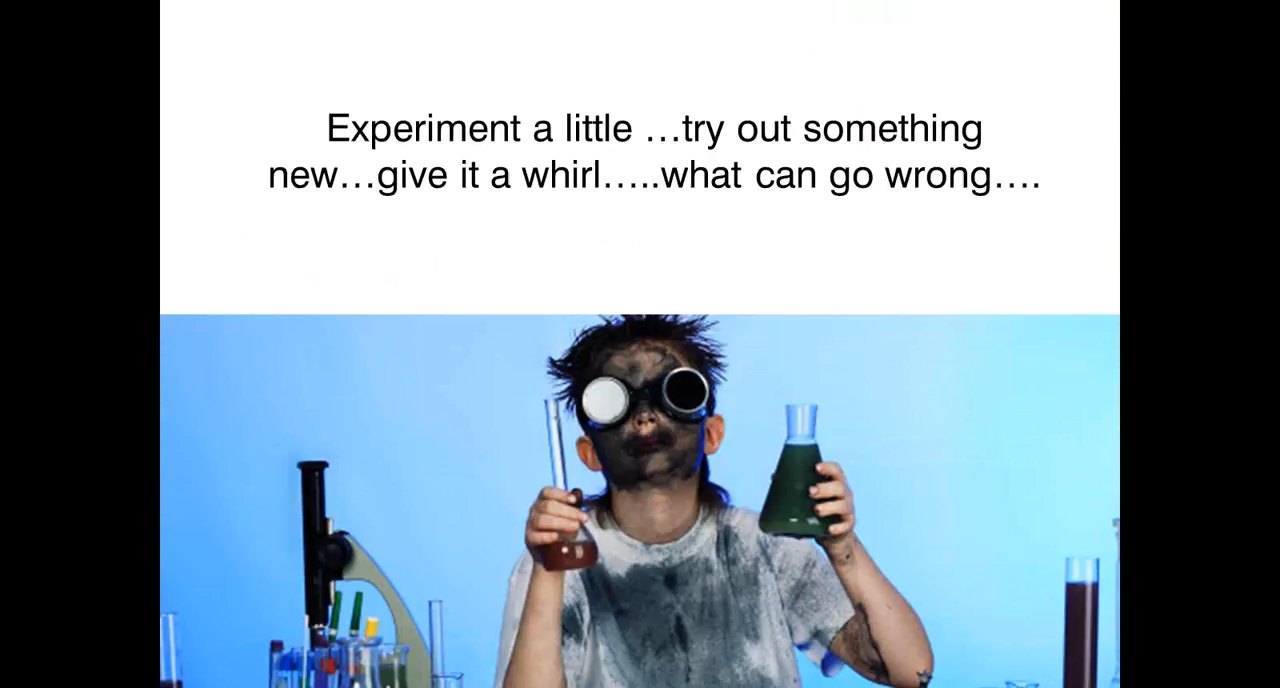 Experiment a little …try out something
new…give it a whirl…..what can go wrong….